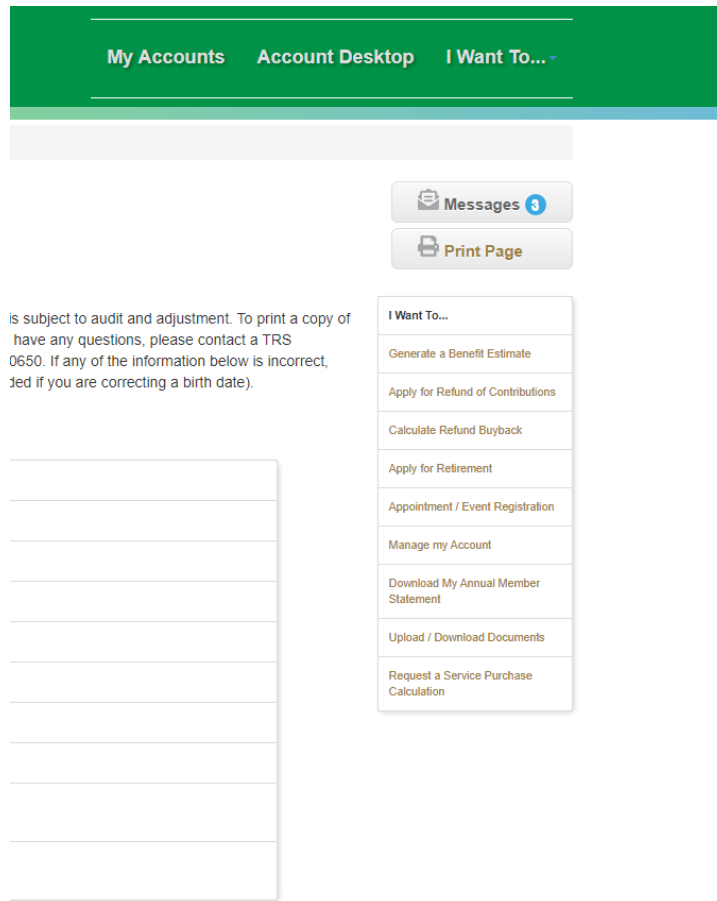 My Accounts Account Desktop I Want To...
Messages 3
Print Page
is subject to audit and adjustment. To print a copy of
have any questions, please contact a TRS
0650. If any of the information below is incorrect,
ded if you are correcting a birth date).
I Want To...
Generate a Benefit Estimate
Apply for Refund of Contributions
Calculate Refund Buyback
Apply for Retirement
Appointment / Event Registration
Manage my Account
Download My Annual Member
Statement
Upload / Download Documents
Request a Service Purchase
Calculation